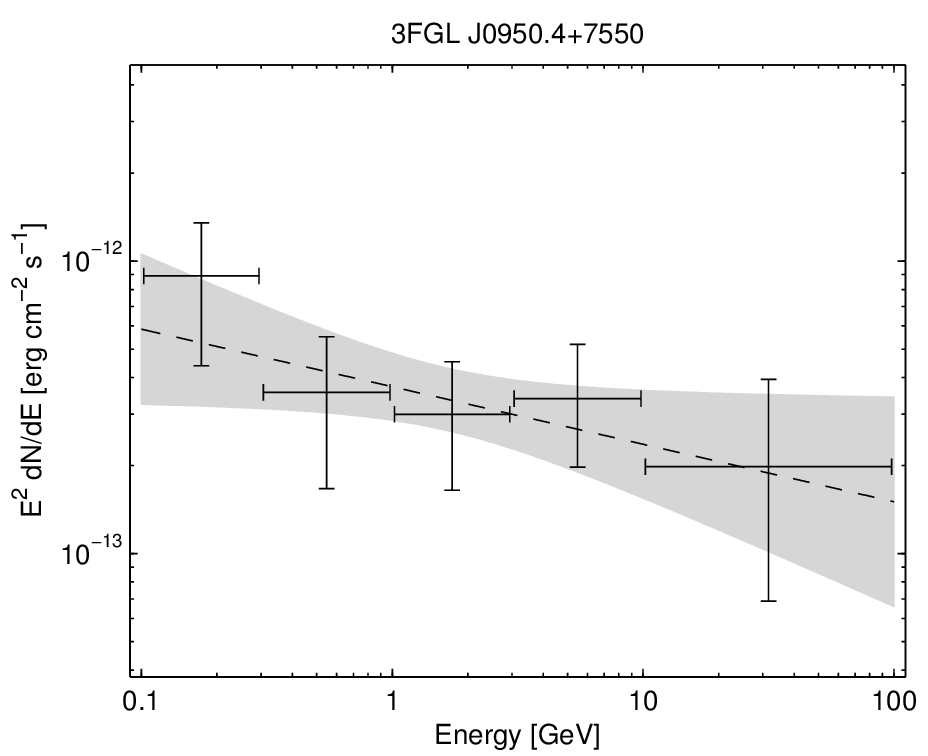 3FGL J0950.4+7550
E² dN/dE [erg cm⁻² s⁻¹]
10⁻¹²
10⁻¹³
0.1 1 10 100
Energy [GeV]